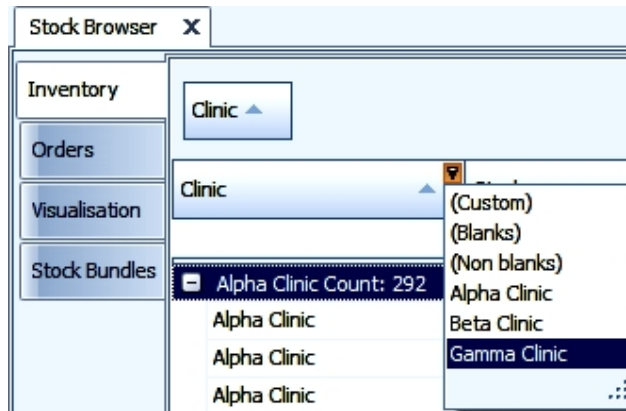 Stock Browser X
Inventory
Orders
Visualisation
Stock Bundles
Clinic
Clinic
(Custom)
(Blanks)
(Non blanks)
Alpha Clinic
Beta Clinic
Gamma Clinic
Alpha Clinic Count: 292
Alpha Clinic
Alpha Clinic
Alpha Clinic